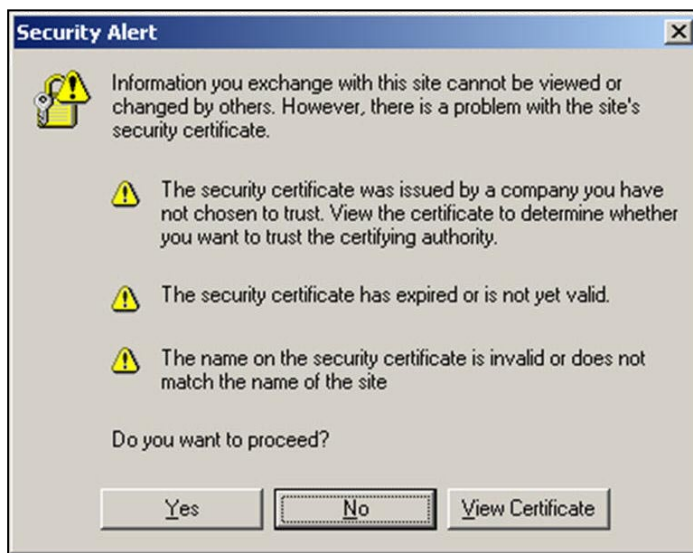 Security Alert
Information you exchange with this site cannot be viewed or
changed by others. However, there is a problem with the site's
security certificate.
The security certificate was issued by a company you have
not chosen to trust. View the certificate to determine whether
you want to trust the certifying authority.
The security certificate has expired or is not yet valid.
The name on the security certificate is invalid or does not
match the name of the site
Do you want to proceed?
Yes
No
View Certificate